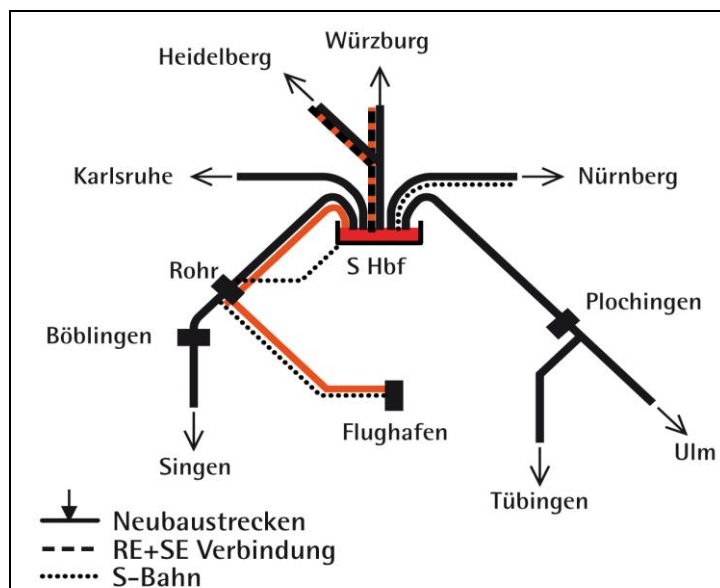 Würzburg
Heidelberg
Karlsruhe
Nürnberg
S Hbf
Rohr
Plochingen
Böblingen
Flughafen
Ulm
Singen
Tübingen
Neubaustrecken
RE+SE Verbindung
S-Bahn